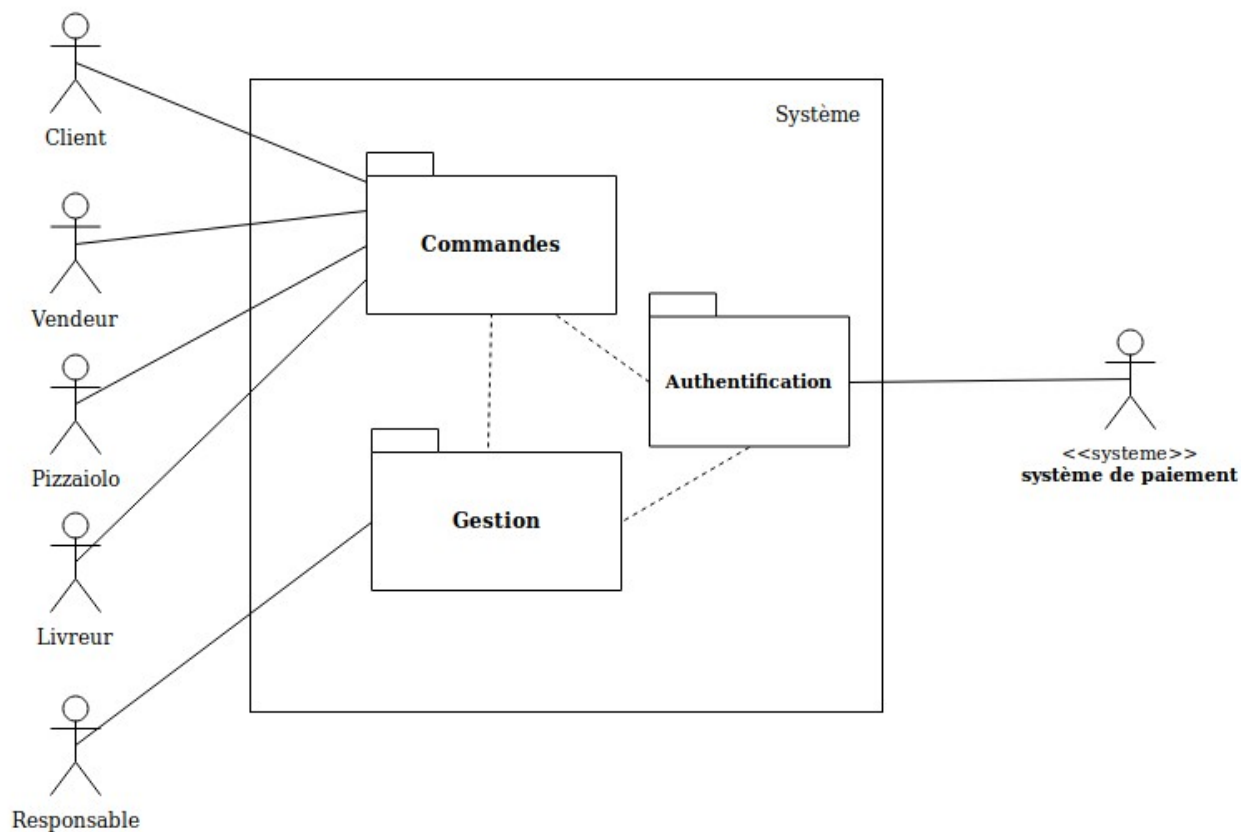 Client
Système
Commandes
Vendeur
Authentification
Pizzaiolo
<<systeme>>
système de paiement
Gestion
Livreur
Responsable